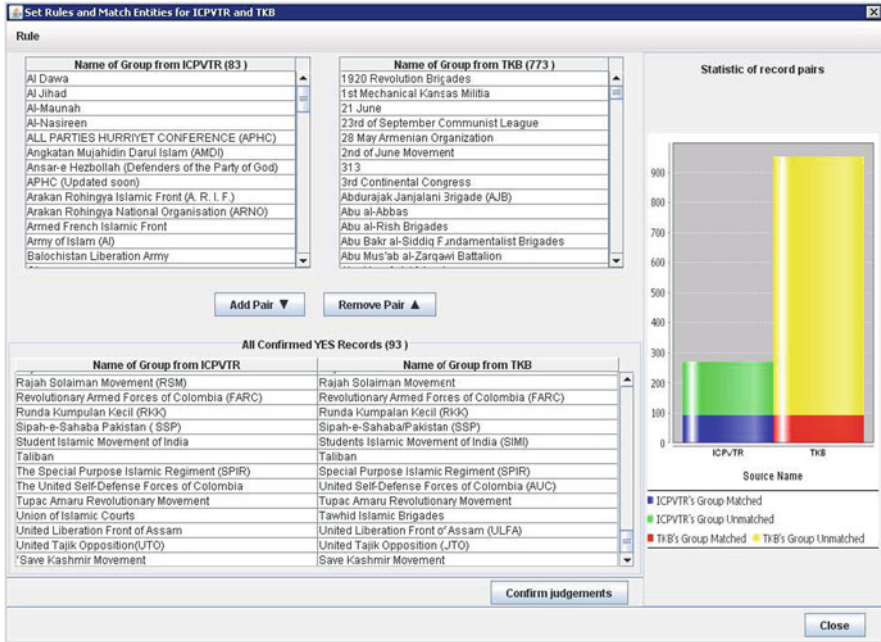 Set Rules and Match Entities for ICPVTR and TKB
Rule
Name of Group from ICPVTR (83 )
Al Dawa
Al Jihad
Al-Maunah
Al-Nasireen
ALL PARTIES HURRIYET CONFERENCE (APHC)
Angkatan Mujahidin Darul Islam (AMDI)
Ansar-e Hezbollah (Defenders of the Party of God)
APHC (Updated soon)
Arakan Rohingya Islamic Front (A. R. I. F.)
Arakan Rohingya National Organisation (ARNO)
Armed French Islamic Front
Army of Islam (AI)
Balochistan Liberation Army
Name of Group from TKB (773 )
1920 Revolution Brigades
1st Mechanical Kansas Militia
21 June
23rd of September Communist League
28 May Armenian Organization
2nd of June Movement
313
3rd Continental Congress
Abdurajak Janjalani Brigade (AJB)
Abu al-Abbas
Abu al-Rish Brigades
Abu Bakr al-Siddiq Fundamentalist Brigades
Abu Mus'ab al-Zarqawi Battalion
Add Pair ▼
Remove Pair ▲
All Confirmed YES Records (93 )
Name of Group from ICPVTR Name of Group from TKB
Rajah Solaiman Movement (RSM) Rajah Solaiman Movement
Revolutionary Armed Forces of Colombia (FARC) Revolutionary Armed Forces of Colombia (FARC)
Runda Kumpulan Kecil (RKK) Runda Kumpalan Kecil (RKK)
Sipah-e-Sahaba Pakistan ( SSP) Sipah-e-Sahaba/Pakistan (SSP)
Student Islamic Movement of India Students Islamic Movement of India (SIMI)
Taliban Taliban
The Special Purpose Islamic Regiment (SPIR) Special Purpose Islamic Regiment (SPIR)
The United Self-Defense Forces of Colombia United Self-Defense Forces of Colombia (AUC)
Tupac Amaru Revolutionary Movement Tupac Amaru Revolutionary Movement
Union of Islamic Courts Tawhid Islamic Brigades
United Liberation Front of Assam United Liberation Front of Assam (ULFA)
United Tajik Opposition(UTO) United Tajik Opposition (UTO)
'Save Kashmir Movement Save Kashmir Movement
Confirm judgements
Statistic of record pairs
900
800
700
600
500
400
300
200
100
0
ICPVTR TKB
Source Name
ICPVTR's Group Matched
ICPVTR's Group Unmatched
TKB's Group Matched TKB's Group Unmatched
Close